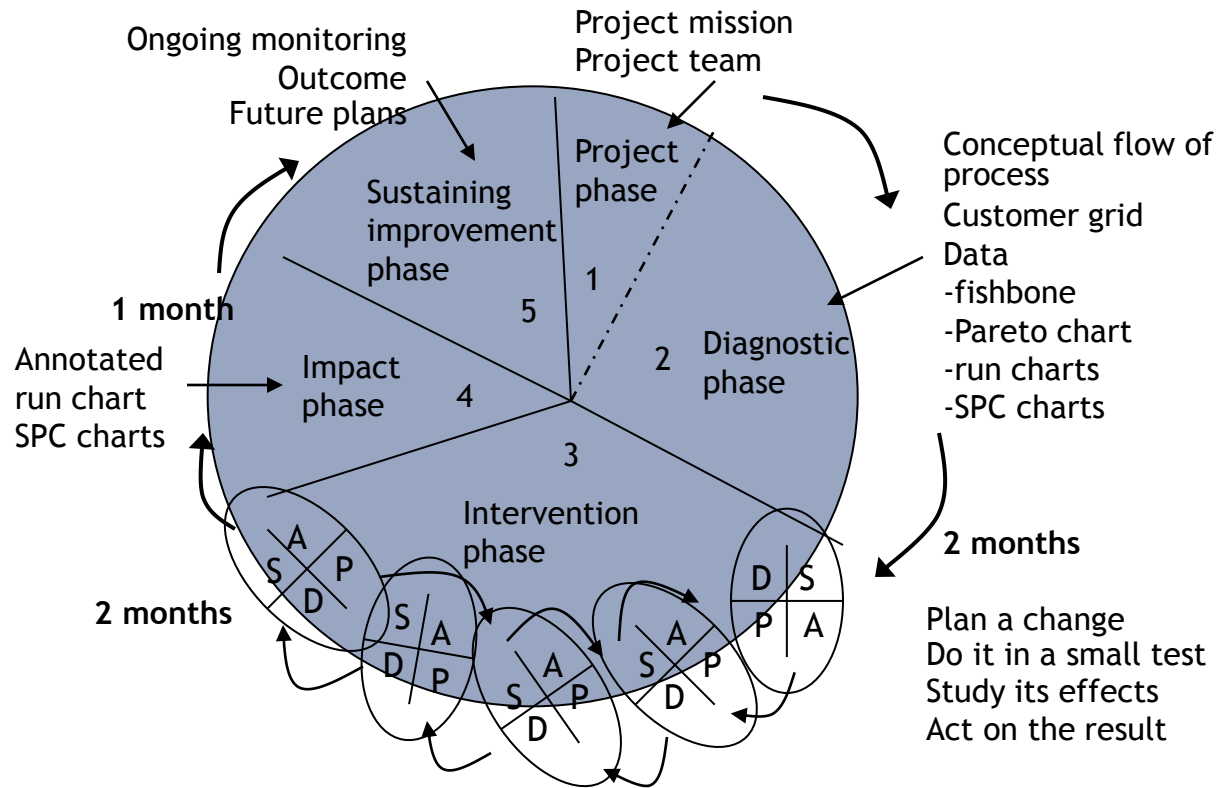 Project mission
Project team
Ongoing monitoring
Outcome
Future plans
Project
phase
1
Conceptual flow of
process
Customer grid
Data
-fishbone
-Pareto chart
-run charts
-SPC charts
Sustaining
improvement
phase
5
2
Diagnostic
phase
1 month
Annotated
run chart
SPC charts
Impact
phase
4
3
Intervention
phase
2 months
Plan a change
Do it in a small test
Study its effects
Act on the result
2 months
A
S P
D
S A
D P
A
S P
D
A
S P
D
D S
P A